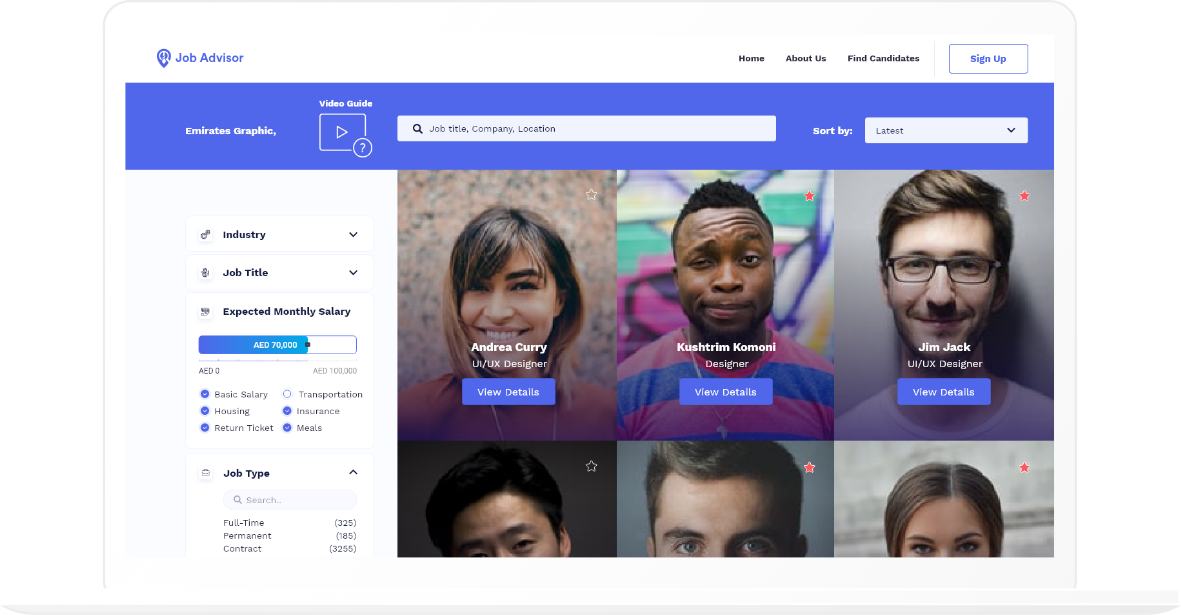 Job Advisor
Home
About Us
Find Candidates
Sign Up
Emirates Graphic,
Video Guide
?
Job title, Company, Location
Sort by:
Latest
Industry
Job Title
Expected Monthly Salary
AED 70,000
AED 0
AED 100,000
Basic Salary
Transportation
Housing
Insurance
Return Ticket
Meals
Job Type
Search..
Full-Time (325)
Permanent (185)
Contract (3255)
Andrea Curry
UI/UX Designer
View Details
Kushtrim Komoni
Designer
View Details
Jim Jack
UI/UX Designer
View Details